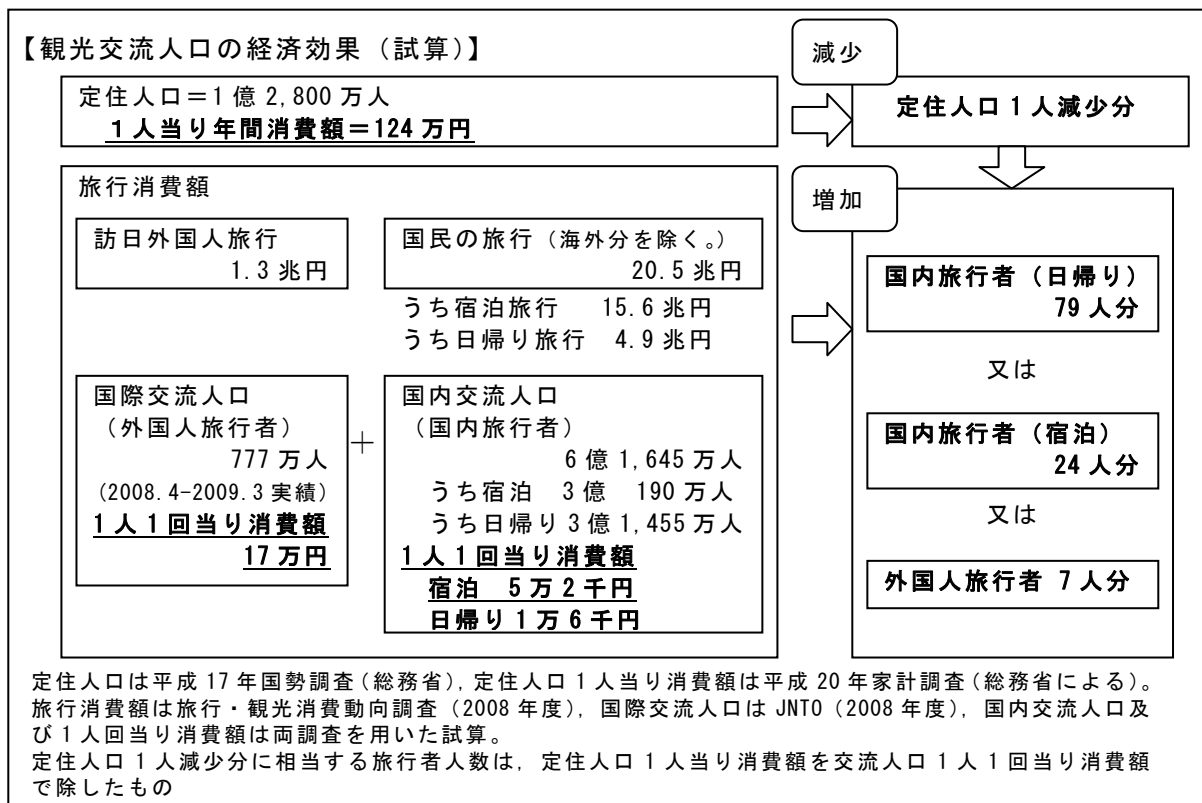 【観光交流人口の経済効果（試算）】
減少
定住人口＝1億2,800万人
1人当り年間消費額＝124万円
定住人口1人減少分
旅行消費額
増加
訪日外国人旅行
1.3兆円
国民の旅行（海外分を除く。）
20.5兆円
うち宿泊旅行　15.6兆円
うち日帰り旅行　4.9兆円
国際交流人口
（外国人旅行者）
777万人
(2008.4-2009.3実績)
1人1回当り消費額
17万円
＋
国内交流人口
（国内旅行者）
6億1,645万人
うち宿泊　3億　190万人
うち日帰り3億1,455万人
1人1回当り消費額
宿泊　5万2千円
日帰り1万6千円
国内旅行者（日帰り）
79人分
又は
国内旅行者（宿泊）
24人分
又は
外国人旅行者 7人分
定住人口は平成17年国勢調査(総務省),定住人口1人当り消費額は平成20年家計調査(総務省による)。
旅行消費額は旅行・観光消費動向調査（2008年度），国際交流人口はJNTO（2008年度），国内交流人口及
び1人回当り消費額は両調査を用いた試算。
定住人口1人減少分に相当する旅行者人数は，定住人口1人当り消費額を交流人口1人1回当り消費額
で除したもの